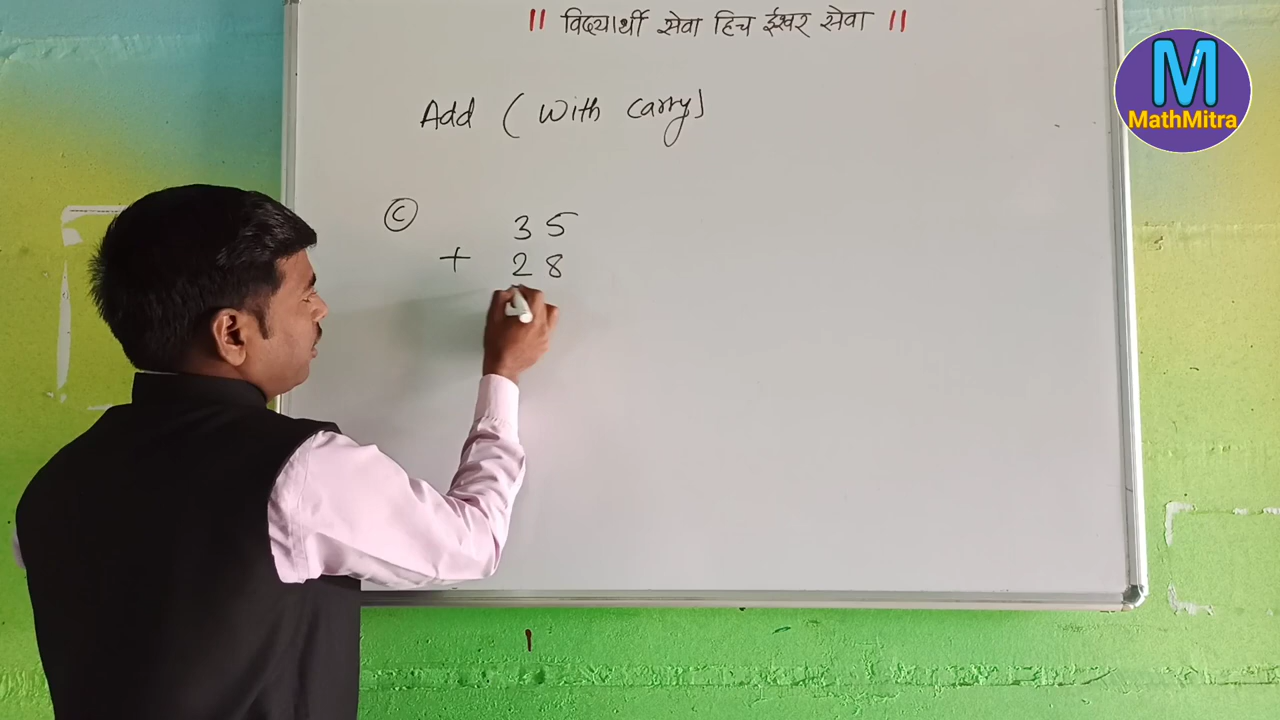 ॥ विद्यार्थी सेवा हिच ईश्वर सेवा ॥
M
MathMitra
Add (With Carry)
Ⓒ 35
+ 28